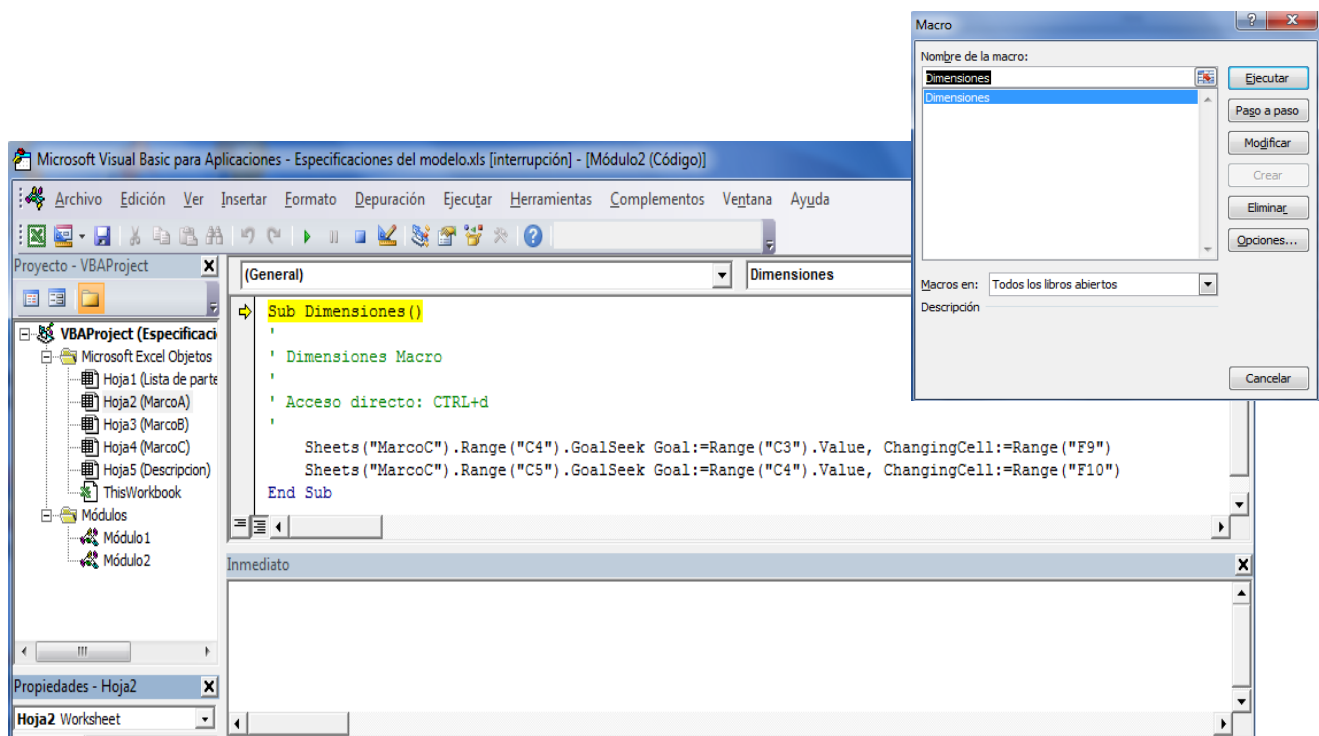 Macro
Nombre de la macro:
Dimensiones
Dimensiones
Ejecutar
Paso a paso
Modificar
Crear
Eliminar
Opciones...
Macros en: Todos los libros abiertos
Descripción
Cancelar
Microsoft Visual Basic para Aplicaciones - Especificaciones del modelo.xls [interrupción] - [Módulo2 (Código)]
Archivo Edición Ver Insertar Formato Depuración Ejecutar Herramientas Complementos Ventana Ayuda
Proyecto - VBAProject
VBAProject (Especificaci
Microsoft Excel Objetos
Hoja1 (Lista de parte
Hoja2 (MarcoA)
Hoja3 (MarcoB)
Hoja4 (MarcoC)
Hoja5 (Descripcion)
ThisWorkbook
Módulos
Módulo1
Módulo2
Propiedades - Hoja2
Hoja2 Worksheet
(General)
Dimensiones
Sub Dimensiones()
'
' Dimensiones Macro
'
' Acceso directo: CTRL+d
'
Sheets("MarcoC").Range("C4").GoalSeek Goal:=Range("C3").Value, ChangingCell:=Range("F9")
Sheets("MarcoC").Range("C5").GoalSeek Goal:=Range("C4").Value, ChangingCell:=Range("F10")
End Sub
Inmediato